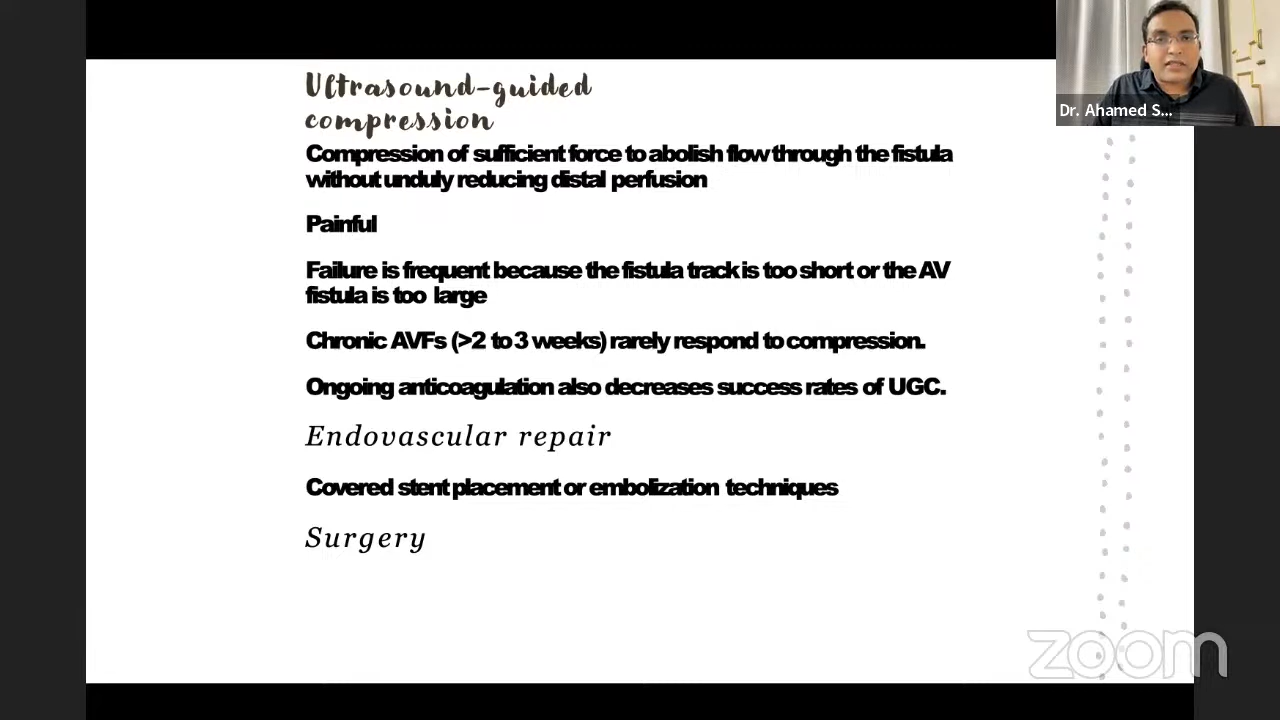 Ultrasound-guided
compression
Compression of sufficient force to abolish flow through the fistula
without unduly reducing distal perfusion
Painful
Failure is frequent because the fistula track is too short or the AV
fistula is too large
Chronic AVFs (>2 to 3 weeks) rarely respond to compression.
Ongoing anticoagulation also decreases success rates of UGC.
Endovascular repair
Covered stent placement or embolization techniques
Surgery
Dr. Ahamed S...
zoom